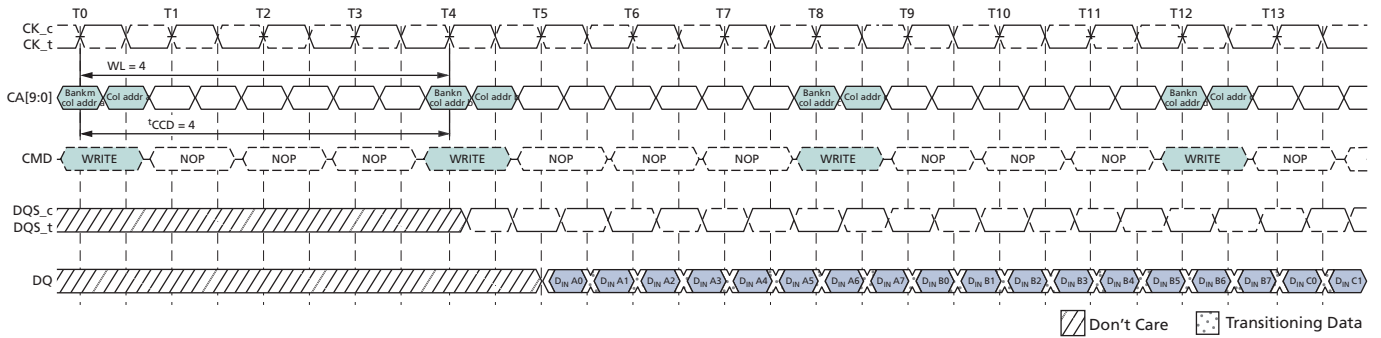 T0 T1 T2 T3 T4 T5 T6 T7 T8 T9 T10 T11 T12 T13
CK_c
CK_t
WL = 4
CA[9:0] Bankm col addr a Col addr a Bankn col addr b Col addr b Bankn col addr c Col addr c Bankn col addr d Col addr d
tCCD = 4
CMD WRITE NOP NOP NOP WRITE NOP NOP NOP WRITE NOP NOP NOP WRITE NOP
DQS_c
DQS_t
DQ DIN A0 DIN A1 DIN A2 DIN A3 DIN A4 DIN A5 DIN A6 DIN A7 DIN B0 DIN B1 DIN B2 DIN B3 DIN B4 DIN B5 DIN B6 DIN B7 DIN C0 DIN C1
Don't Care Transitioning Data